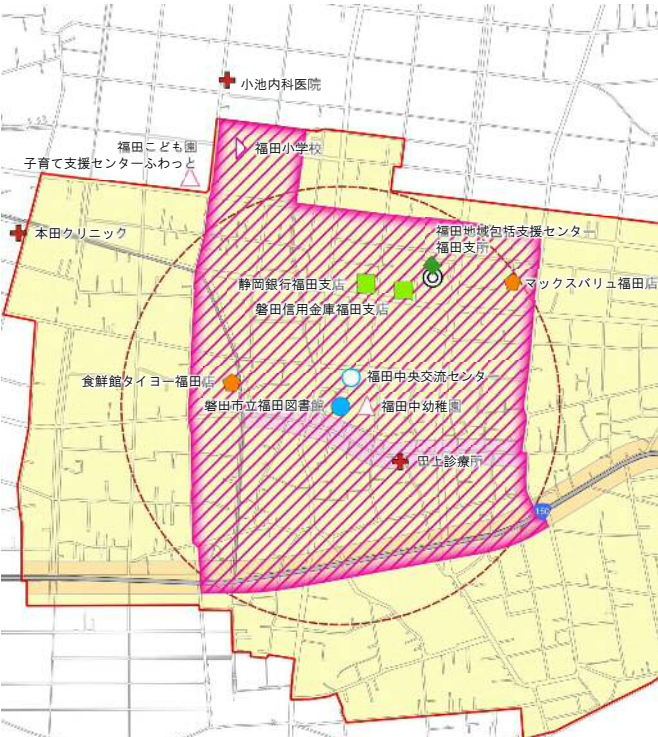 小池内科医院
福田こども園
子育て支援センターふわっと
福田小学校
本田クリニック
福田地域包括支援センター
福田支所
静岡銀行福田支店
マックスバリュ福田店
磐田信用金庫福田支店
食鮮館タイヨー福田店
福田中央交流センター
磐田市立福田図書館
福田中幼稚園
田上診療所
150